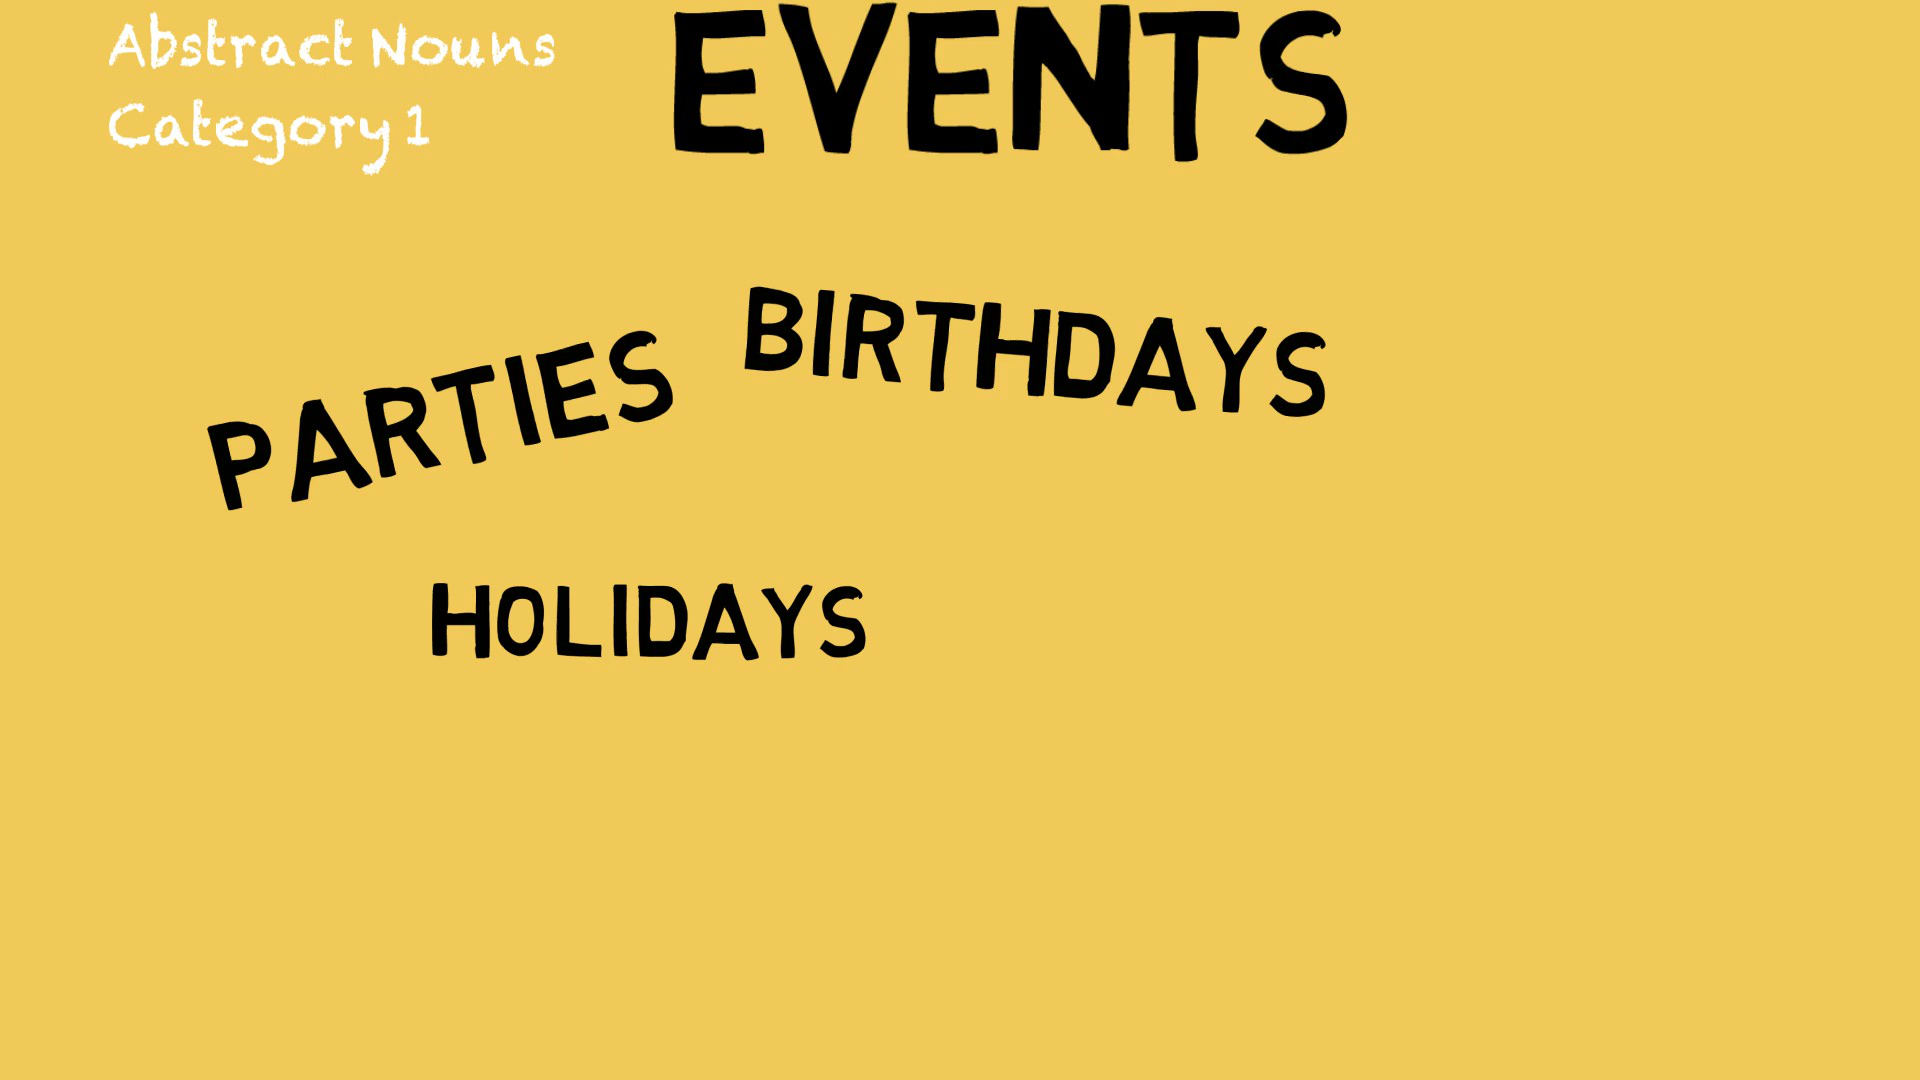 Abstract Nouns
Category 1
EVENTS
PARTIES
BIRTHDAYS
HOLIDAYS